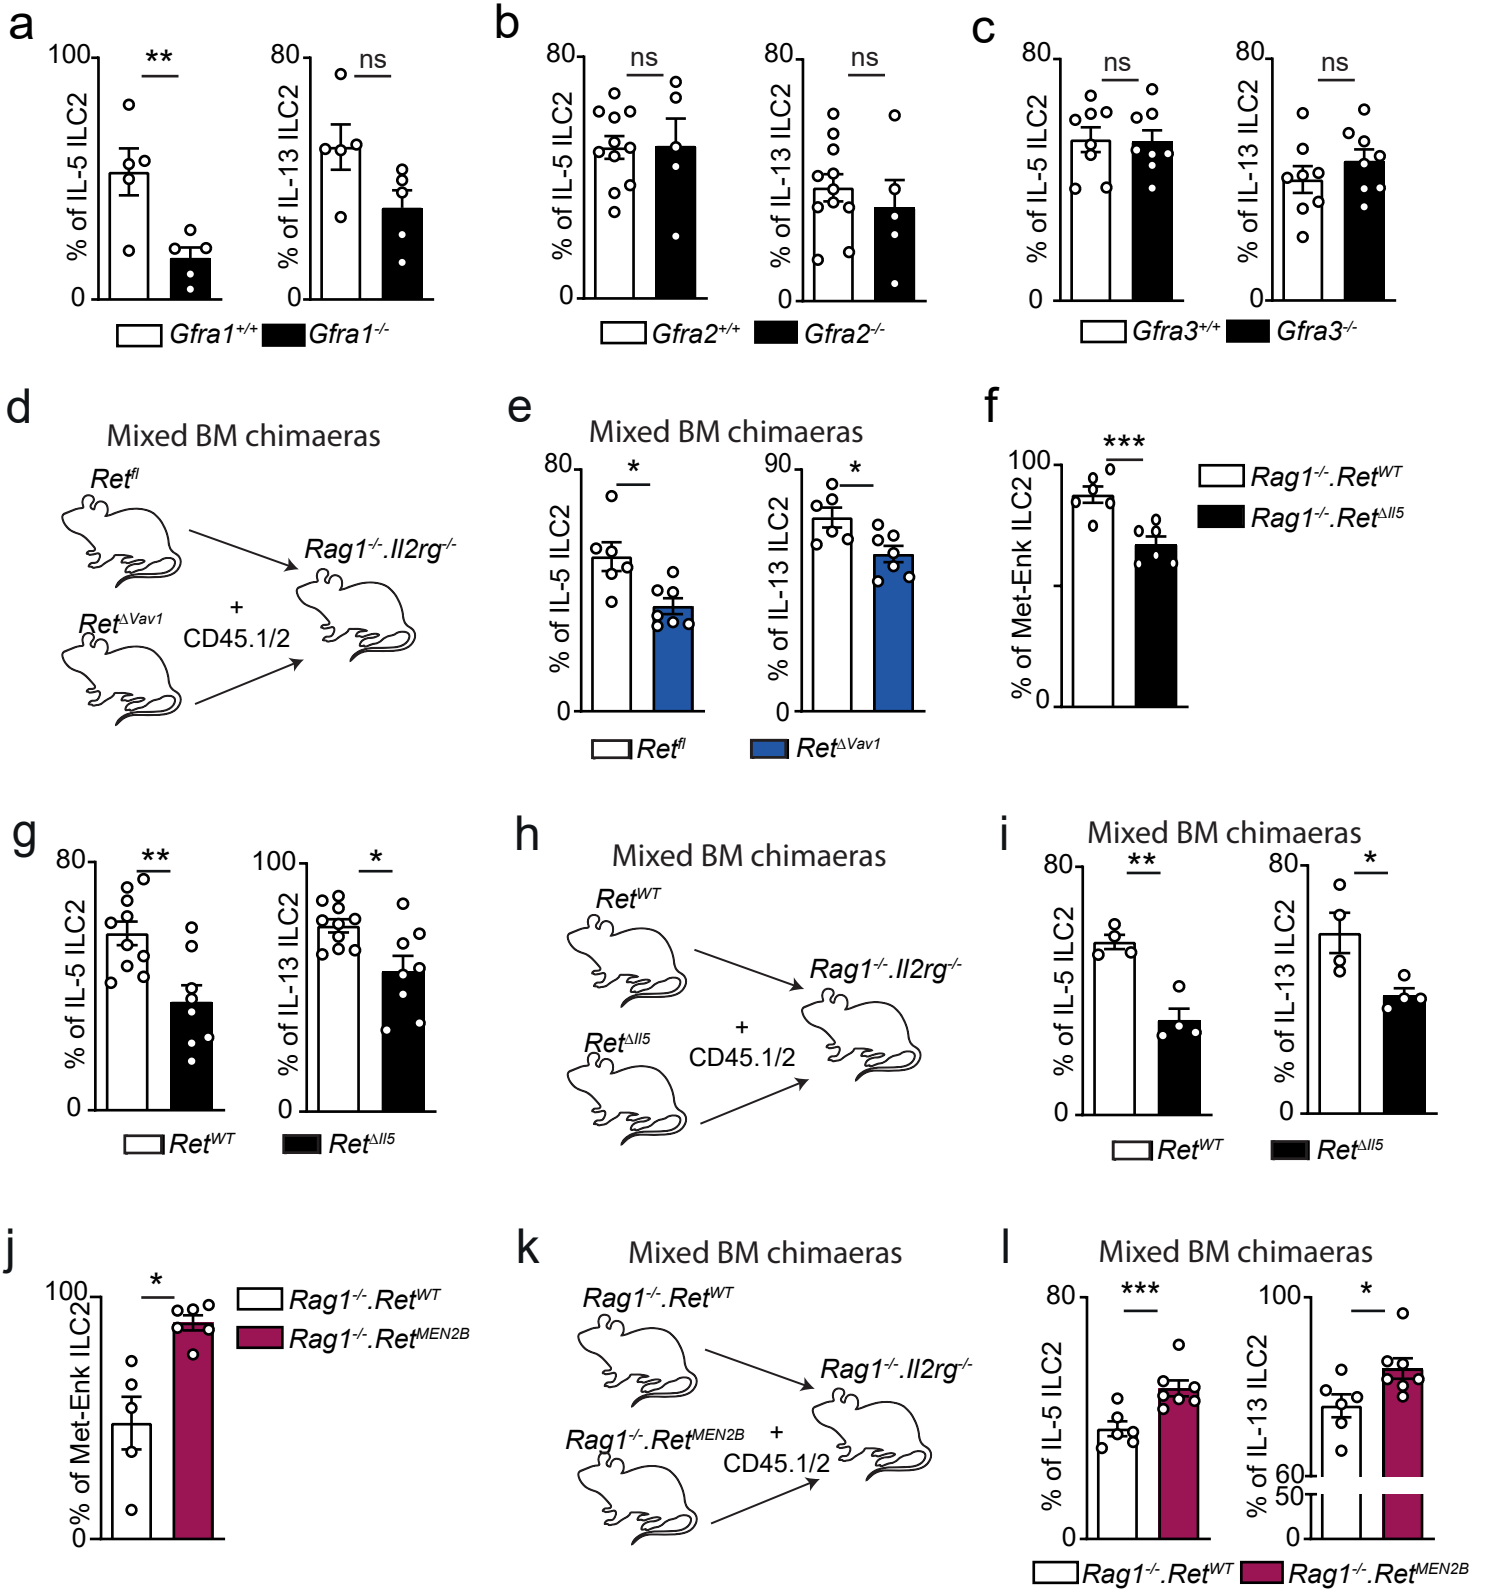 a
100
**
% of IL-5 ILC2
0
80
ns
% of IL-13 ILC2
0
Gfra1+/+ Gfra1-/-
b
80
ns
% of IL-5 ILC2
0
80
ns
% of IL-13 ILC2
0
Gfra2+/+ Gfra2-/-
c
80
ns
% of IL-5 ILC2
0
80
ns
% of IL-13 ILC2
0
Gfra3+/+ Gfra3-/-
d
Mixed BM chimaeras
Retfl
Rag1-/-.Il2rg-/-
RetΔVav1
+
CD45.1/2
e
Mixed BM chimaeras
80
*
% of IL-5 ILC2
0
90
*
% of IL-13 ILC2
0
Retfl RetΔVav1
f
100
***
% of Met-Enk ILC2
0
Rag1-/-.RetWT
Rag1-/-.RetΔIl5
g
80
**
% of IL-5 ILC2
0
100
*
% of IL-13 ILC2
0
RetWT RetΔIl5
h
Mixed BM chimaeras
RetWT
Rag1-/-.Il2rg-/-
RetΔIl5
+
CD45.1/2
i
Mixed BM chimaeras
80
**
% of IL-5 ILC2
0
80
*
% of IL-13 ILC2
0
RetWT RetΔIl5
j
100
*
% of Met-Enk ILC2
0
Rag1-/-.RetWT
Rag1-/-.RetMEN2B
k
Mixed BM chimaeras
Rag1-/-.RetWT
Rag1-/-.Il2rg-/-
Rag1-/-.RetMEN2B
+
CD45.1/2
l
Mixed BM chimaeras
80
***
% of IL-5 ILC2
0
100
*
% of IL-13 ILC2
60
50
0
Rag1-/-.RetWT Rag1-/-.RetMEN2B